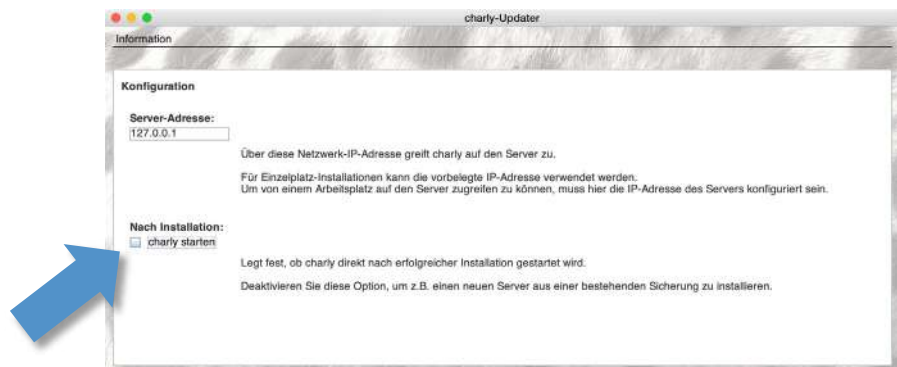 charly-Updater
Information
Konfiguration
Server-Adresse:
127.0.0.1
Über diese Netzwerk-IP-Adresse greift charly auf den Server zu.
Für Einzelplatz-Installationen kann die vorbelegte IP-Adresse verwendet werden.
Um von einem Arbeitsplatz auf den Server zugreifen zu können, muss hier die IP-Adresse des Servers konfiguriert sein.
Nach Installation:
charly starten
Legt fest, ob charly direkt nach erfolgreicher Installation gestartet wird.
Deaktivieren Sie diese Option, um z.B. einen neuen Server aus einer bestehenden Sicherung zu installieren.